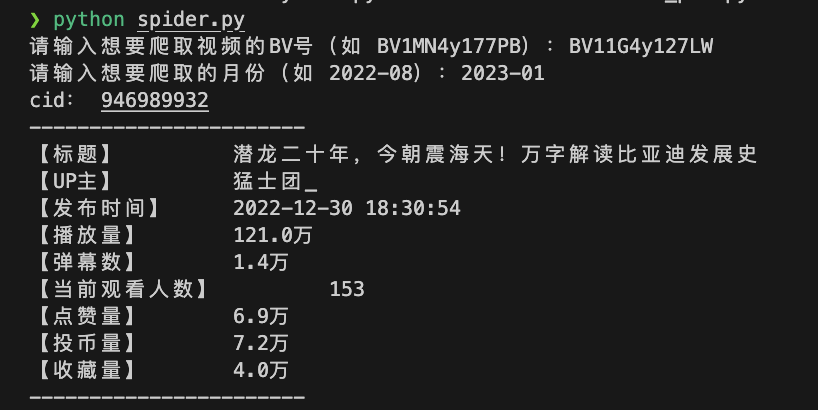 ❯ python spider.py
请输入想要爬取视频的BV号（如 BV1MN4y177PB）：BV11G4y127LW
请输入想要爬取的月份（如 2022-08）：2023-01
cid： 946989932
-----------------------
【标题】 潜龙二十年，今朝震海天！万字解读比亚迪发展史
【UP主】 猛士团_
【发布时间】 2022-12-30 18:30:54
【播放量】 121.0万
【弹幕数】 1.4万
【当前观看人数】 153
【点赞量】 6.9万
【投币量】 7.2万
【收藏量】 4.0万
-----------------------